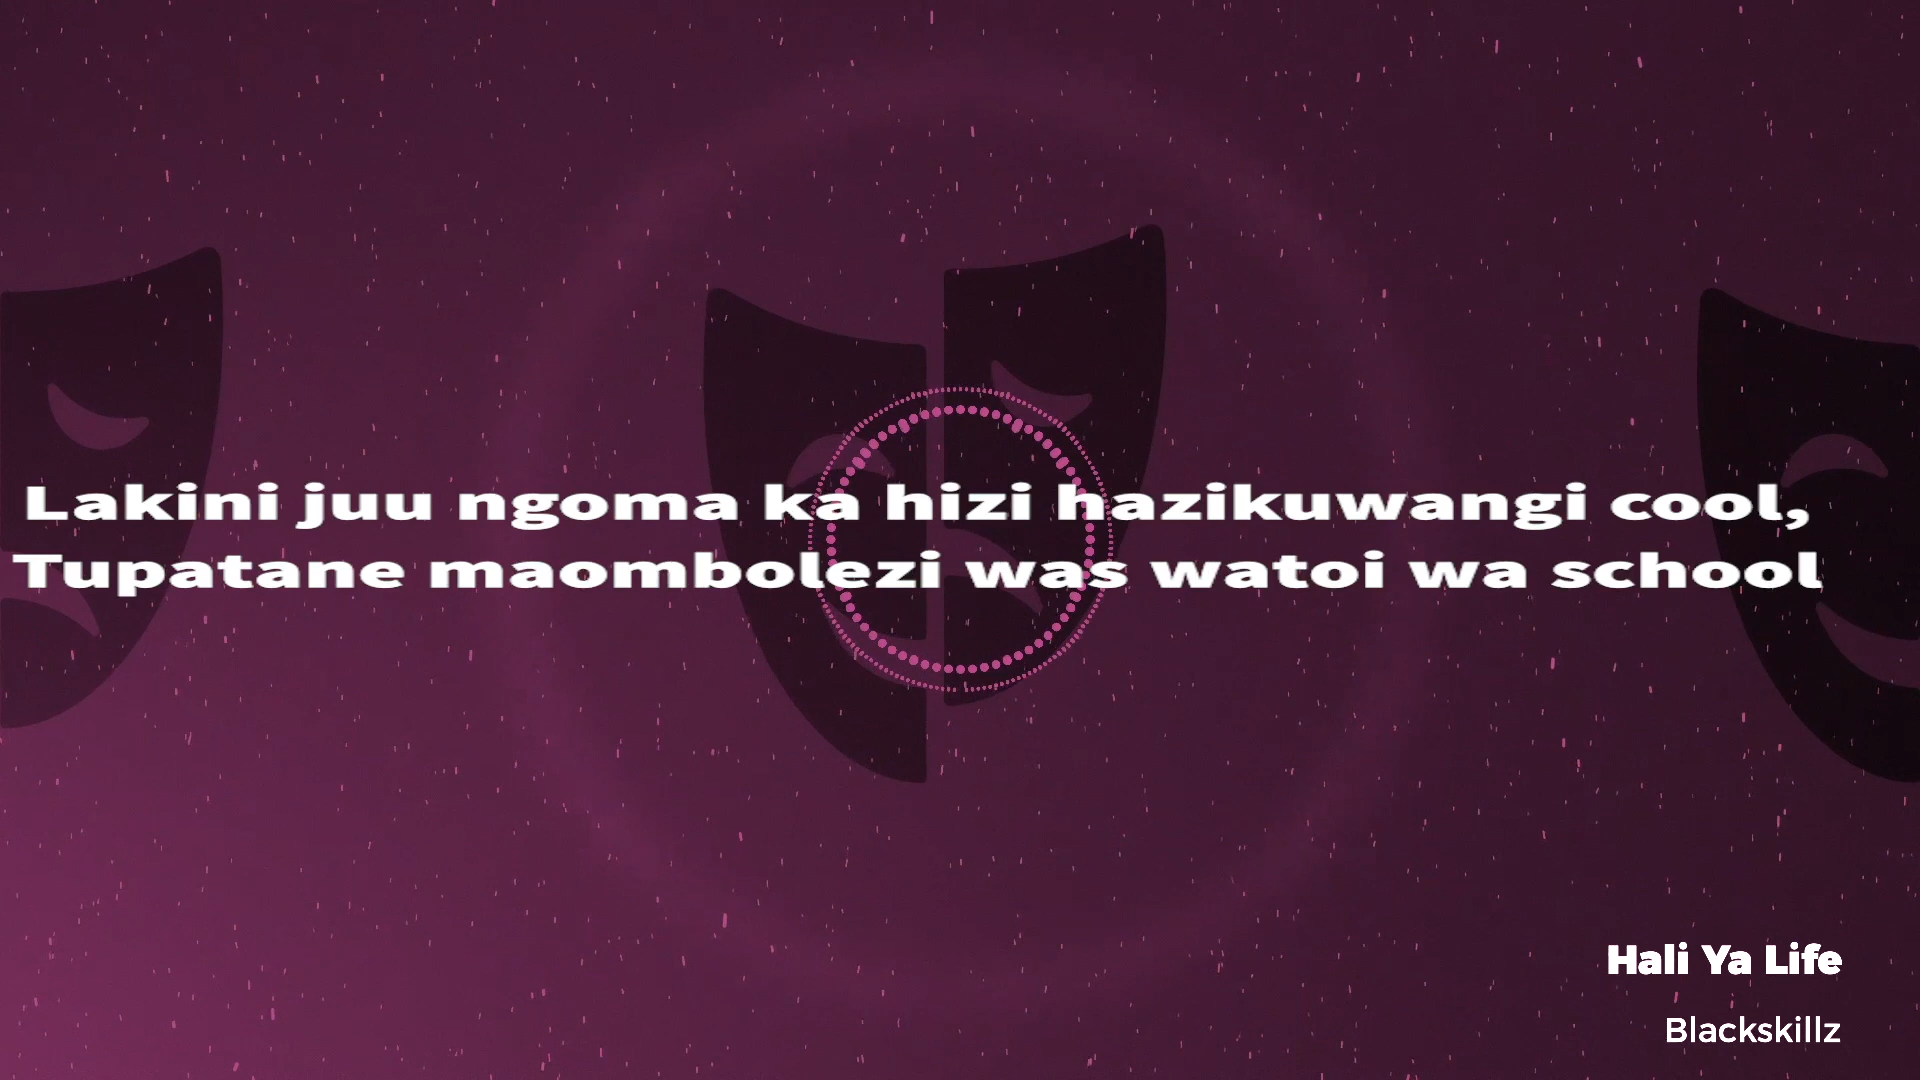 Lakini juu ngoma ka hizi hazikuwangi cool,
Tupatane maombolezi was watoi wa school
Hali Ya Life
Blackskillz